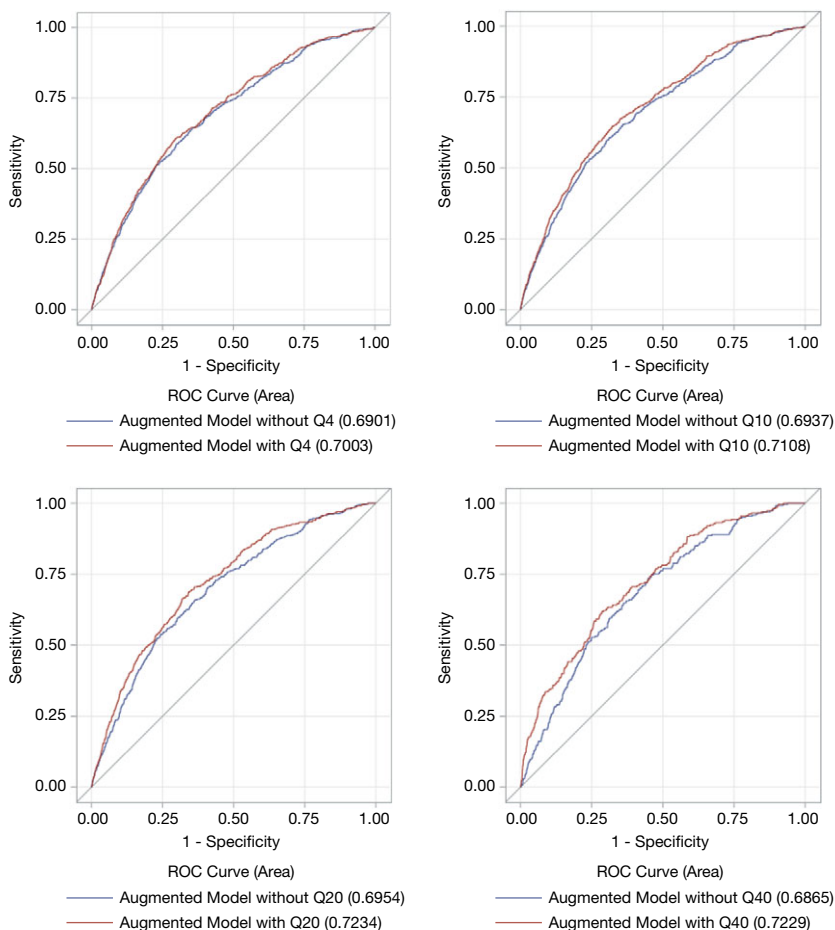 1.00
0.75
0.50
0.25
0.00
Sensitivity
0.00 0.25 0.50 0.75 1.00
1 - Specificity
ROC Curve (Area)
Augmented Model without Q4 (0.6901)
Augmented Model with Q4 (0.7003)
1.00
0.75
0.50
0.25
0.00
Sensitivity
0.00 0.25 0.50 0.75 1.00
1 - Specificity
ROC Curve (Area)
Augmented Model without Q10 (0.6937)
Augmented Model with Q10 (0.7108)
1.00
0.75
0.50
0.25
0.00
Sensitivity
0.00 0.25 0.50 0.75 1.00
1 - Specificity
ROC Curve (Area)
Augmented Model without Q20 (0.6954)
Augmented Model with Q20 (0.7234)
1.00
0.75
0.50
0.25
0.00
Sensitivity
0.00 0.25 0.50 0.75 1.00
1 - Specificity
ROC Curve (Area)
Augmented Model without Q40 (0.6865)
Augmented Model with Q40 (0.7229)